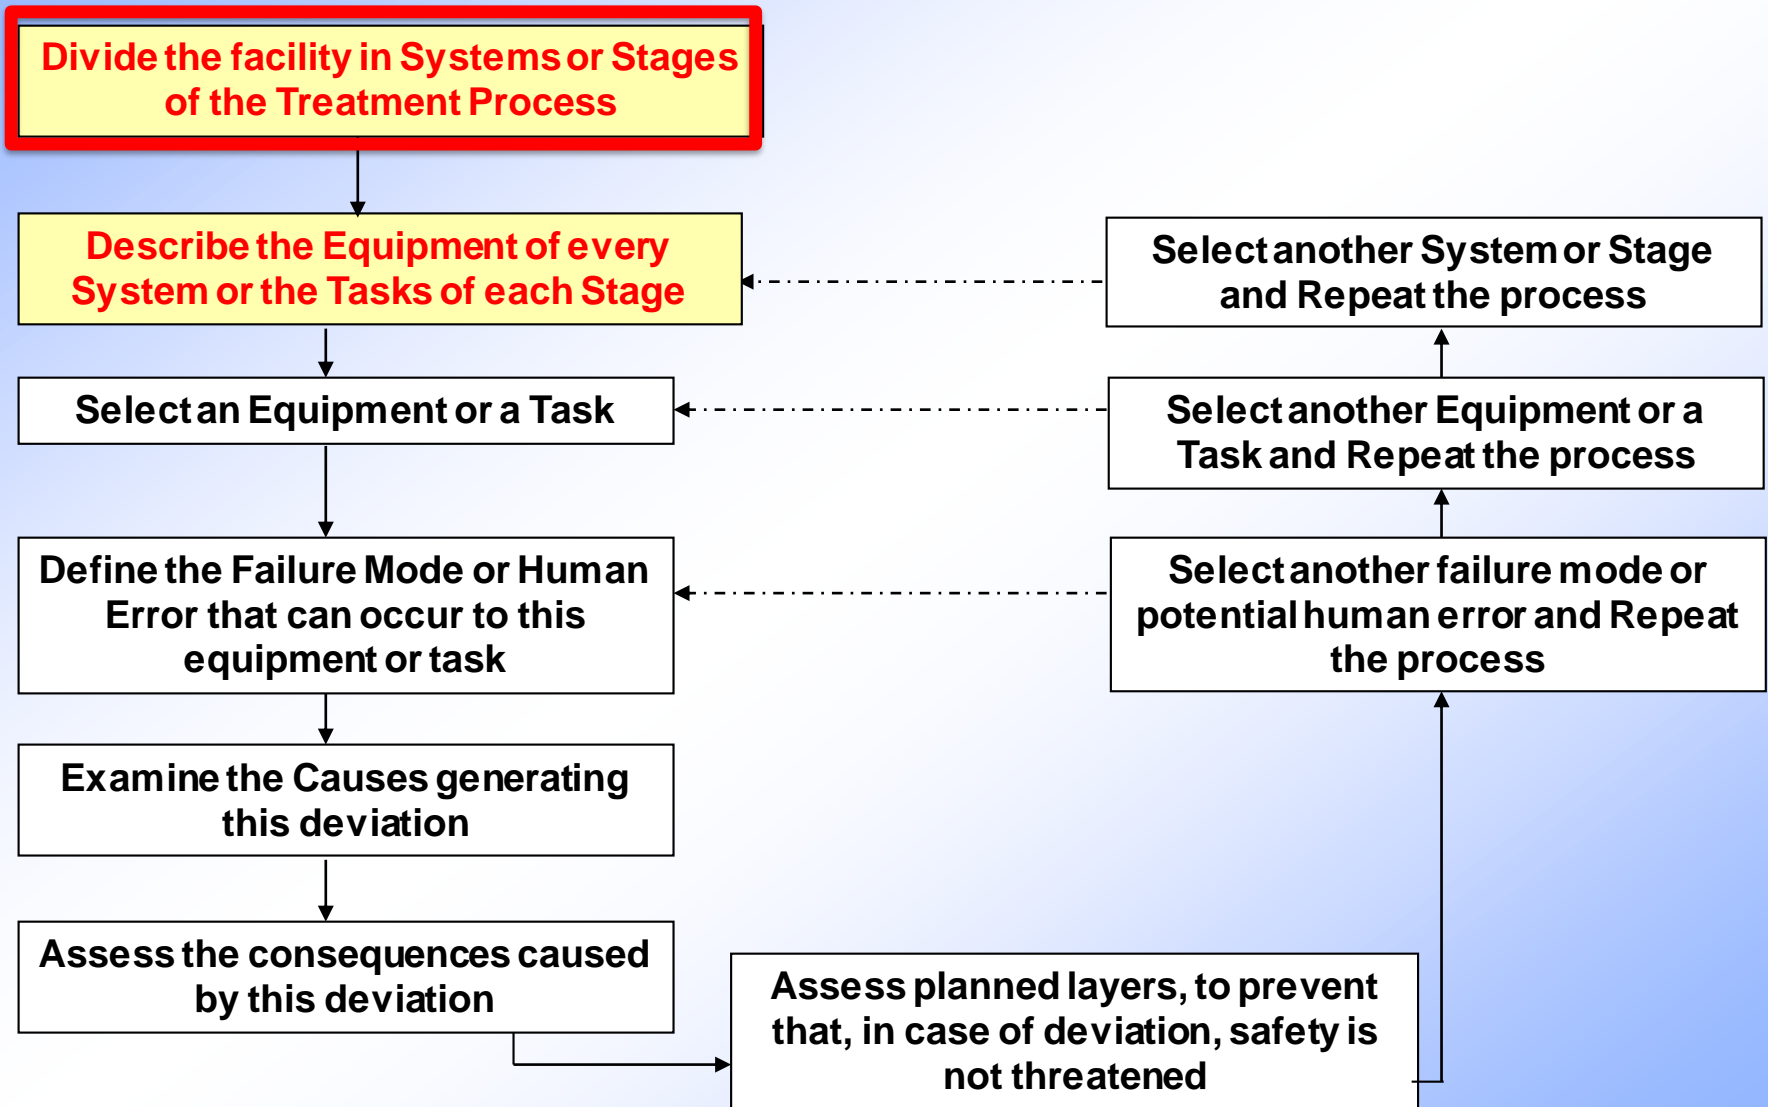 Divide the facility in Systems or Stages
of the Treatment Process
Describe the Equipment of every
System or the Tasks of each Stage
Select an Equipment or a Task
Define the Failure Mode or Human
Error that can occur to this
equipment or task
Examine the Causes generating
this deviation
Assess the consequences caused
by this deviation
Assess planned layers, to prevent
that, in case of deviation, safety is
not threatened
Select another System or Stage
and Repeat the process
Select another Equipment or a
Task and Repeat the process
Select another failure mode or
potential human error and Repeat
the process